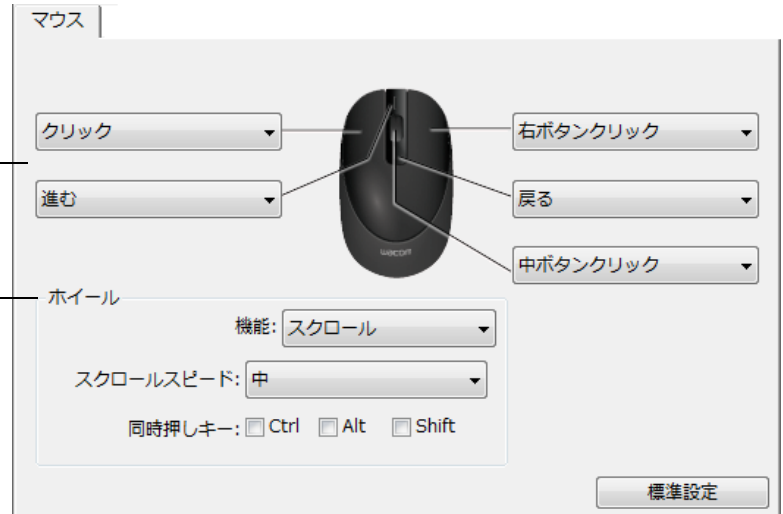 マウス
クリック
右ボタンクリック
進む
戻る
wacom
中ボタンクリック
ホイール
機能: スクロール
スクロールスピード: 中
同時押しキー: Ctrl Alt Shift
標準設定